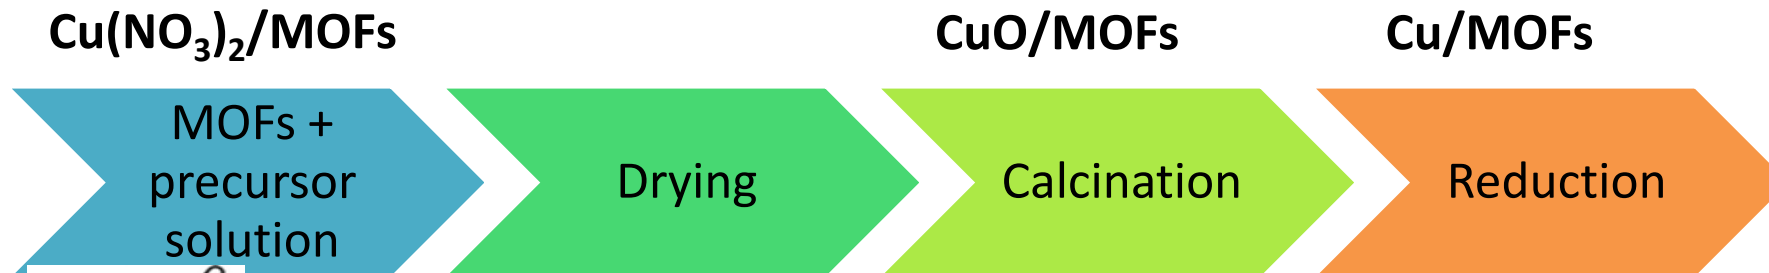 Cu(NO₃)₂/MOFs
CuO/MOFs
Cu/MOFs
MOFs +
precursor
solution
Drying
Calcination
Reduction